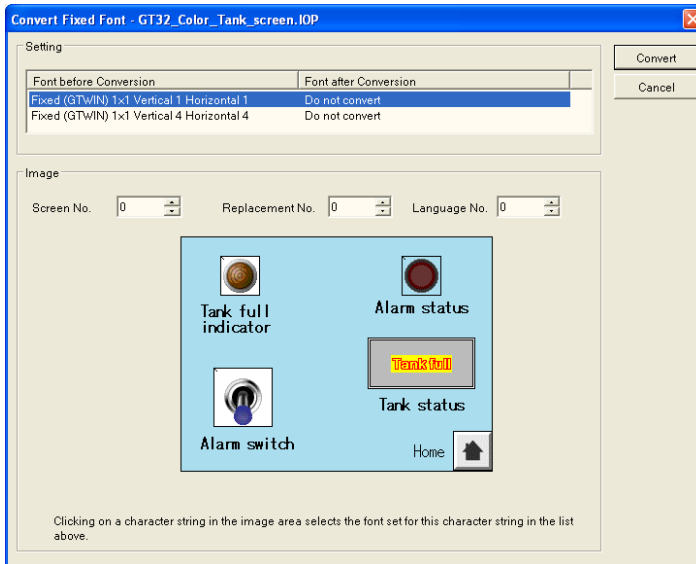 Convert Fixed Font - GT32_Color_Tank_screen.IOP
Setting
Font before Conversion Font after Conversion
Fixed (GTWIN) 1x1 Vertical 1 Horizontal 1 Do not convert
Fixed (GTWIN) 1x1 Vertical 4 Horizontal 4 Do not convert
Convert
Cancel
Image
Screen No. 0 Replacement No. 0 Language No. 0
Tank full
indicator
Alarm status
Tank full
Tank status
Alarm switch
Home
Clicking on a character string in the image area selects the font set for this character string in the list
above.